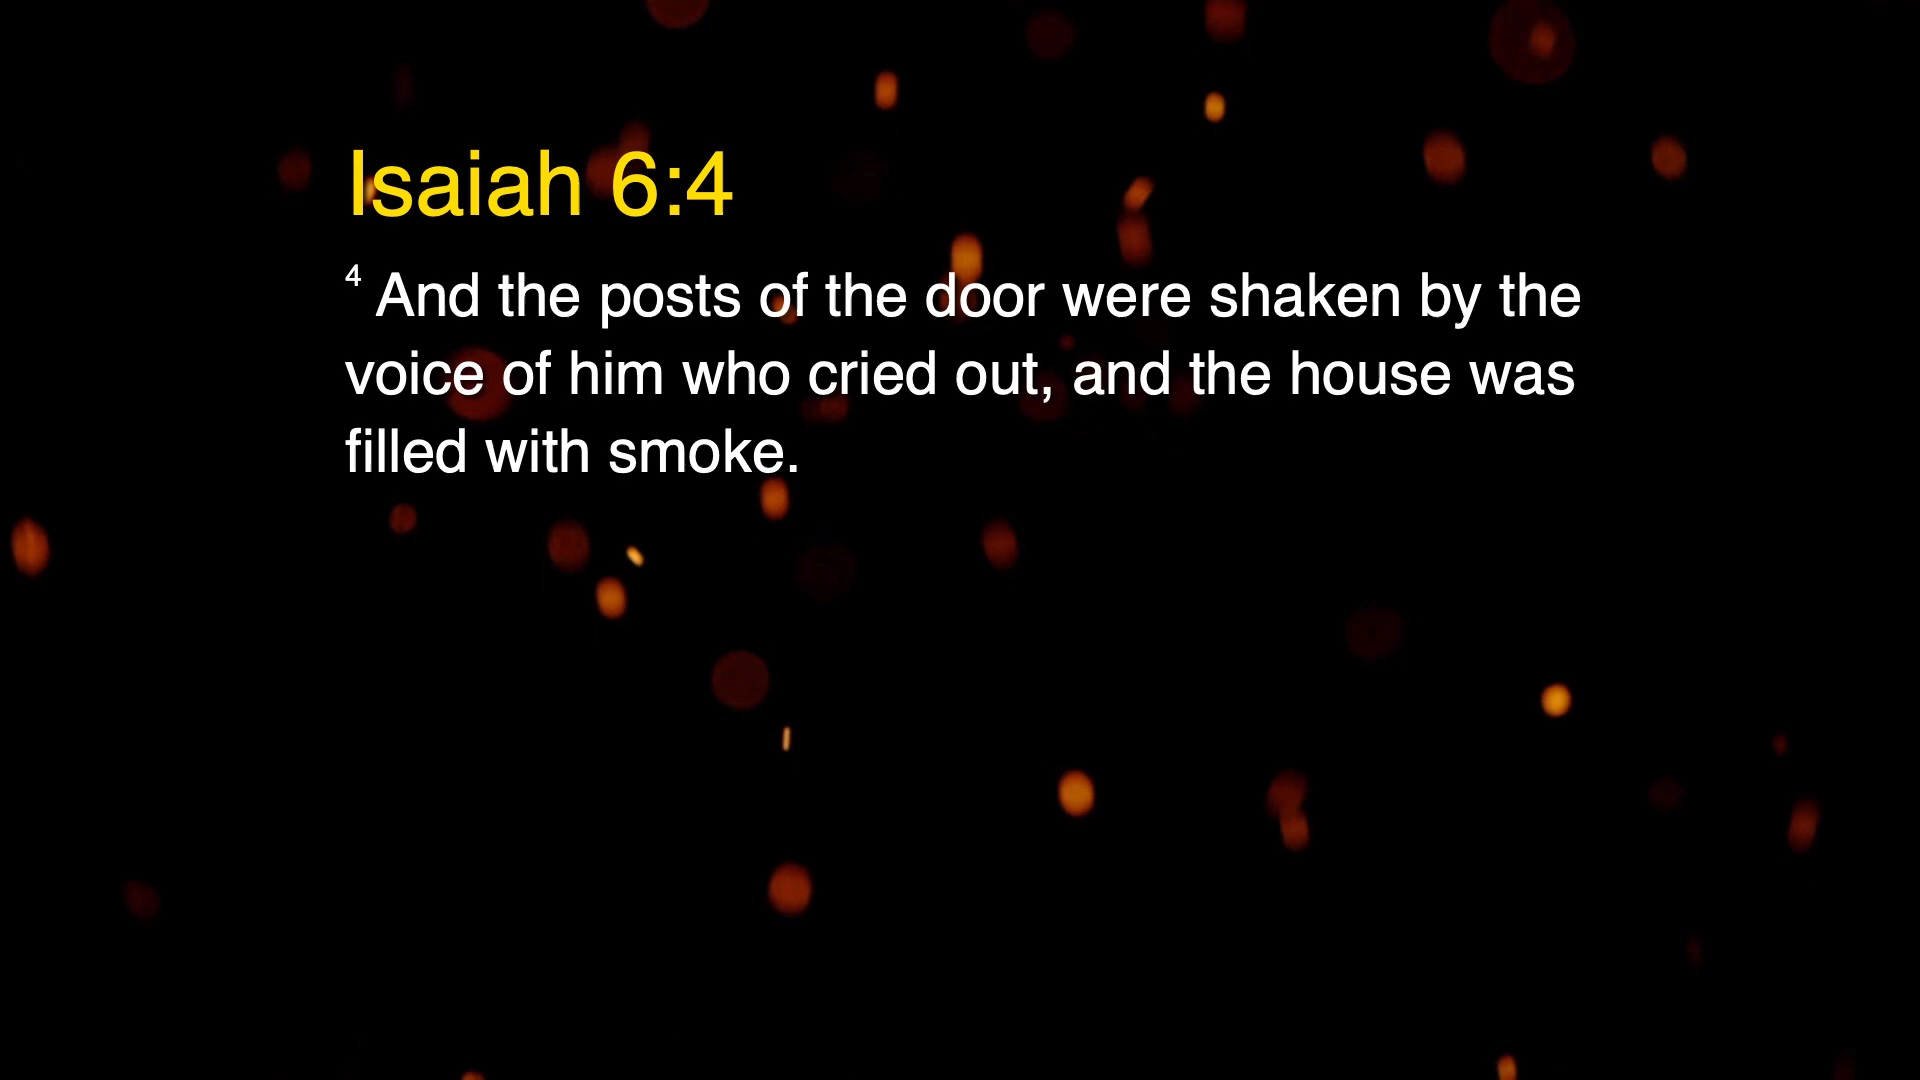 Isaiah 6:4
4 And the posts of the door were shaken by the
voice of him who cried out, and the house was
filled with smoke.